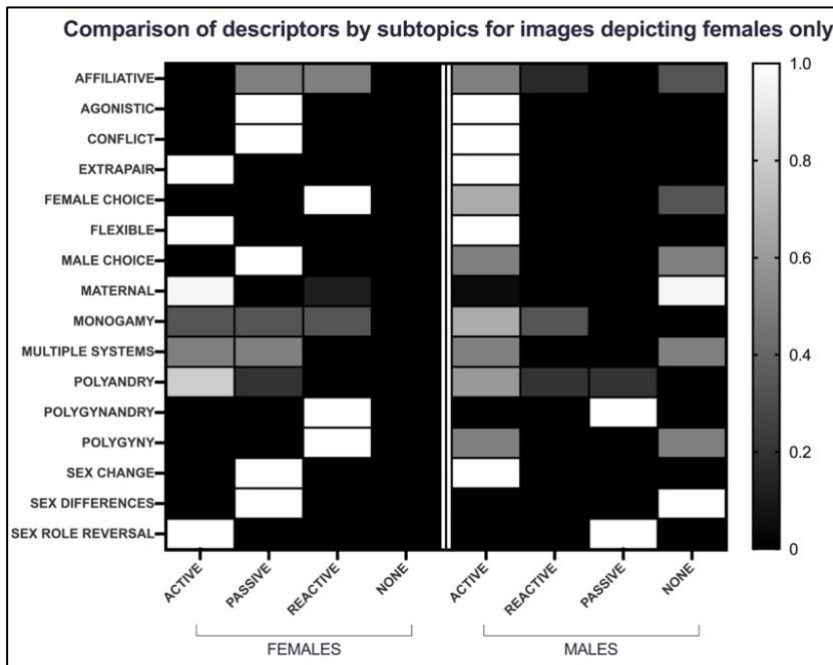 Comparison of descriptors by subtopics for images depicting females only
AFFILIATIVE
AGONISTIC
CONFLICT
EXTRAPAIR
FEMALE CHOICE
FLEXIBLE
MALE CHOICE
MATERNAL
MONOGAMY
MULTIPLE SYSTEMS
POLYANDRY
POLYGYNANDRY
POLYGYNY
SEX CHANGE
SEX DIFFERENCES
SEX ROLE REVERSAL
1.0
0.8
0.6
0.4
0.2
0
ACTIVE PASSIVE REACTIVE NONE ACTIVE REACTIVE PASSIVE NONE
FEMALES MALES